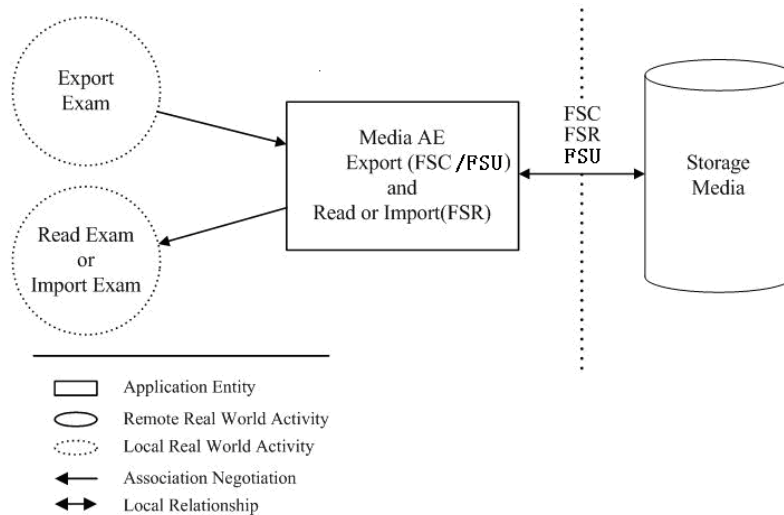 Export
Exam
Media AE
Export (FSC /FSU)
and
Read or Import(FSR)
FSC
FSR
FSU
Storage
Media
Read Exam
or
Import Exam
Application Entity
Remote Real World Activity
Local Real World Activity
Association Negotiation
Local Relationship